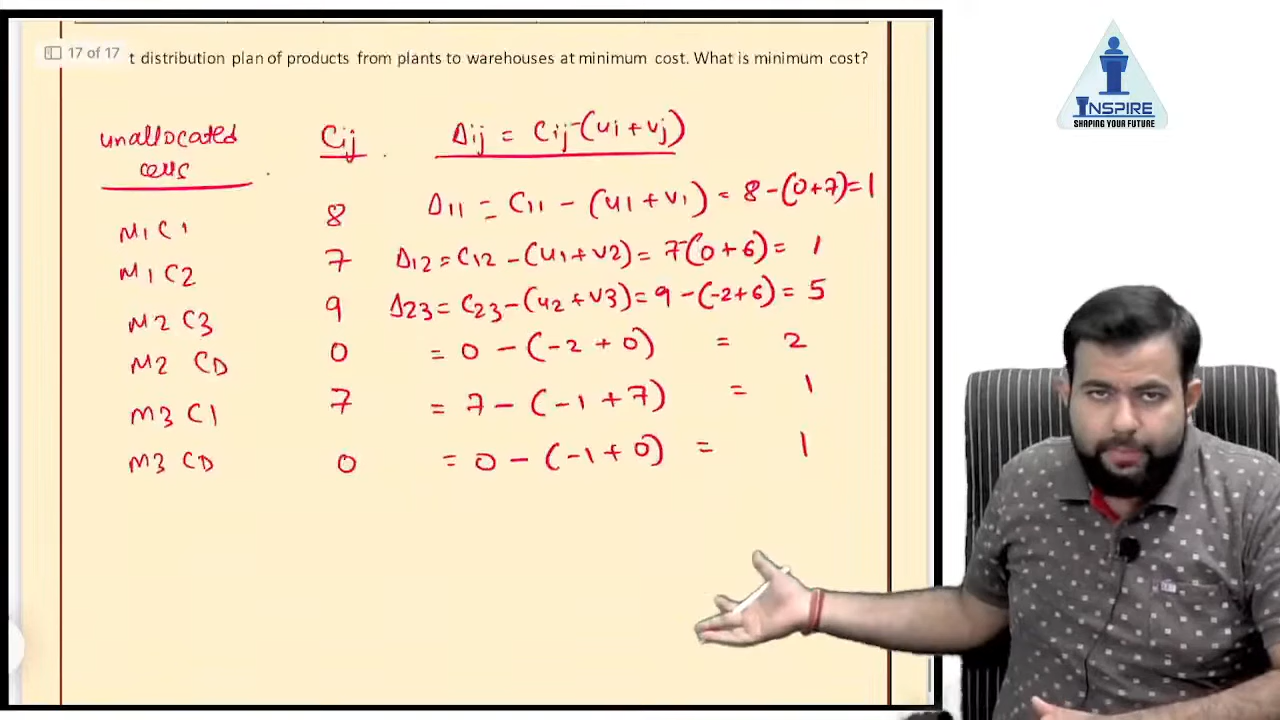 17 of 17
t distribution plan of products from plants to warehouses at minimum cost. What is minimum cost?
unallocated cells
Cij
Δij = Cij-(ui+vj)
M1C1 8 Δ11 = C11 - (u1+v1) = 8-(0+7)=1
M1C2 7 Δ12 = C12 -(u1+v2)= 7-(0+6)= 1
M2 C3 9 Δ23= C23-(u2+v3)= 9-(-2+6)= 5
M2 CD 0 = 0 - (-2 + 0) = 2
M3 C1 7 = 7 - (-1 + 7) = 1
M3 CD 0 = 0 - (-1 + 0) = 1
INSPIRE
SHAPING YOUR FUTURE